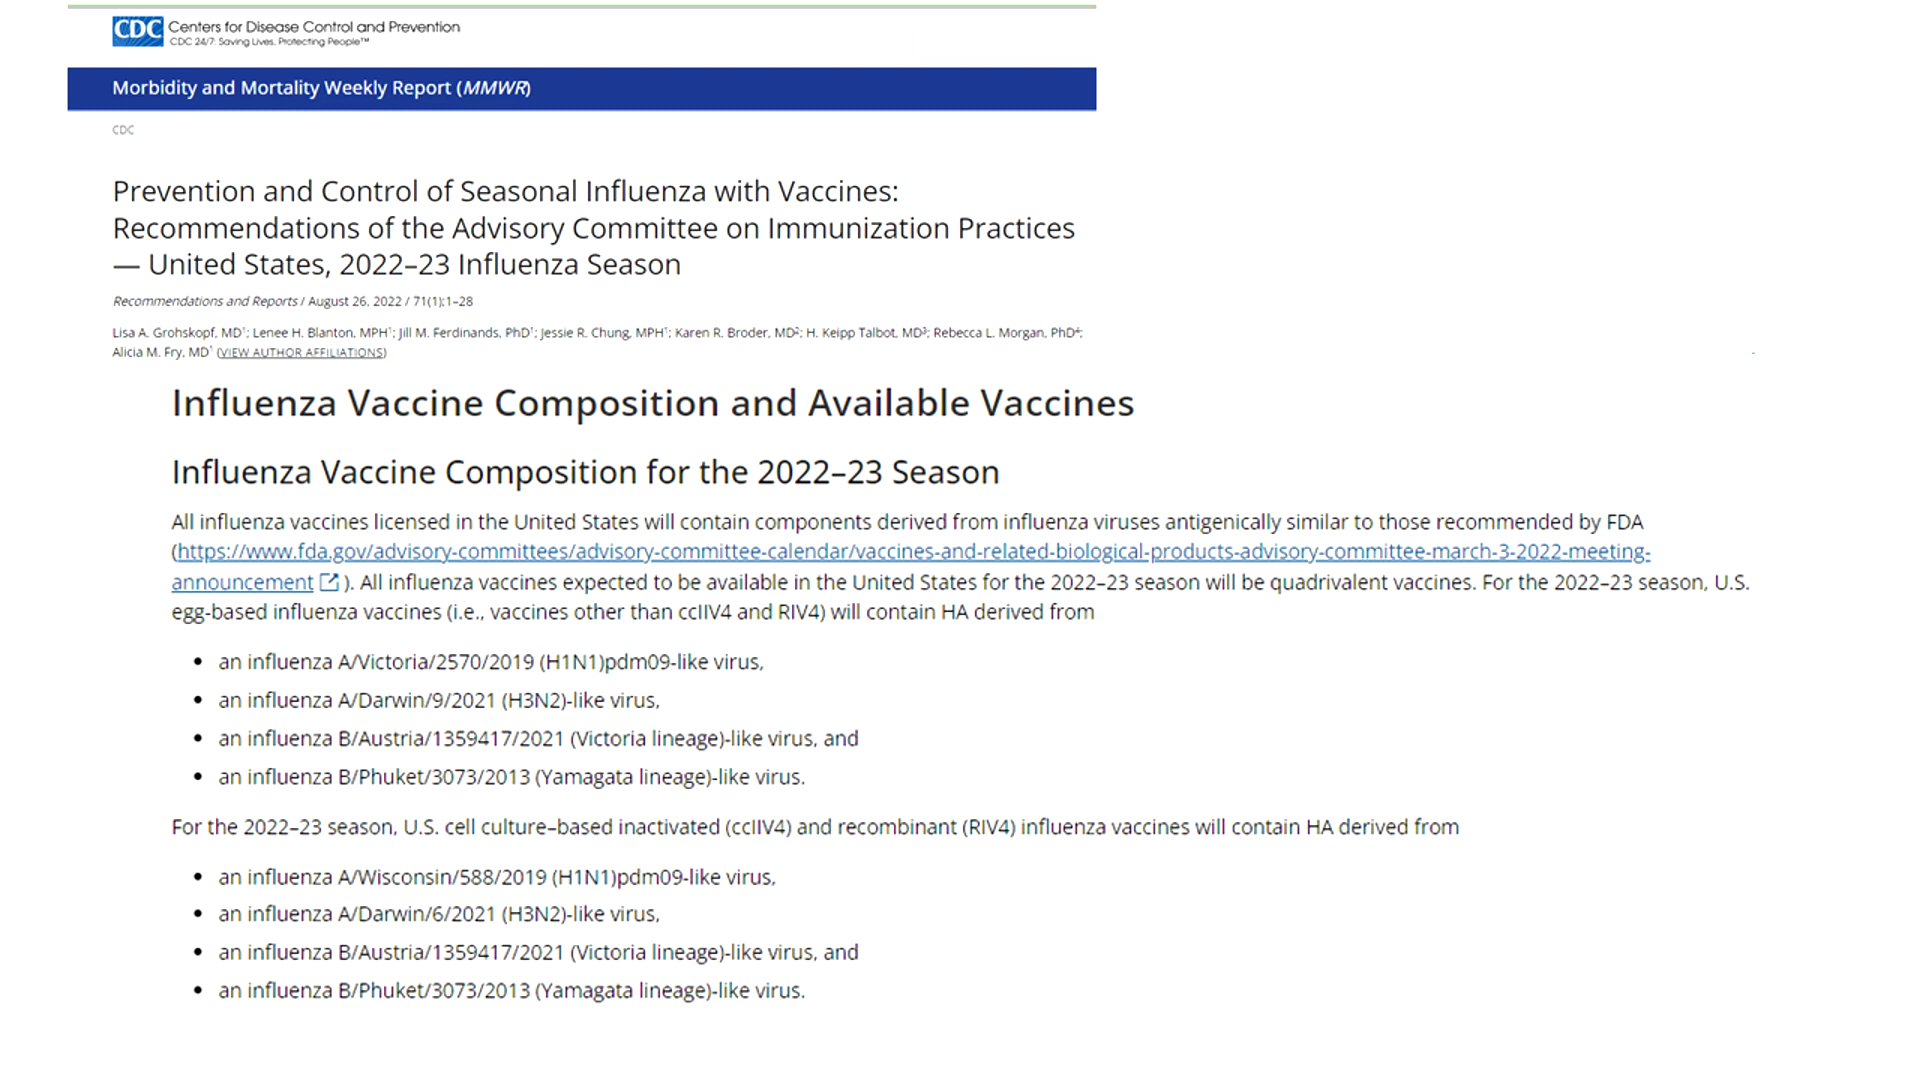 CDC Centers for Disease Control and Prevention
CDC 24/7: Saving Lives. Protecting People™
Morbidity and Mortality Weekly Report (MMWR)
CDC
Prevention and Control of Seasonal Influenza with Vaccines:
Recommendations of the Advisory Committee on Immunization Practices
— United States, 2022–23 Influenza Season
Recommendations and Reports / August 26, 2022 / 71(1);1–28
Lisa A. Grohskopf, MD¹; Lenee H. Blanton, MPH¹; Jill M. Ferdinands, PhD¹; Jessie R. Chung, MPH¹; Karen R. Broder, MD²; H. Keipp Talbot, MD³; Rebecca L. Morgan, PhD⁴;
Alicia M. Fry, MD¹ (VIEW AUTHOR AFFILIATIONS)
Influenza Vaccine Composition and Available Vaccines
Influenza Vaccine Composition for the 2022–23 Season
All influenza vaccines licensed in the United States will contain components derived from influenza viruses antigenically similar to those recommended by FDA
(https://www.fda.gov/advisory-committees/advisory-committee-calendar/vaccines-and-related-biological-products-advisory-committee-march-3-2022-meeting-
announcement ). All influenza vaccines expected to be available in the United States for the 2022–23 season will be quadrivalent vaccines. For the 2022–23 season, U.S.
egg-based influenza vaccines (i.e., vaccines other than ccIIV4 and RIV4) will contain HA derived from
• an influenza A/Victoria/2570/2019 (H1N1)pdm09-like virus,
• an influenza A/Darwin/9/2021 (H3N2)-like virus,
• an influenza B/Austria/1359417/2021 (Victoria lineage)-like virus, and
• an influenza B/Phuket/3073/2013 (Yamagata lineage)-like virus.
For the 2022–23 season, U.S. cell culture–based inactivated (ccIIV4) and recombinant (RIV4) influenza vaccines will contain HA derived from
• an influenza A/Wisconsin/588/2019 (H1N1)pdm09-like virus,
• an influenza A/Darwin/6/2021 (H3N2)-like virus,
• an influenza B/Austria/1359417/2021 (Victoria lineage)-like virus, and
• an influenza B/Phuket/3073/2013 (Yamagata lineage)-like virus.